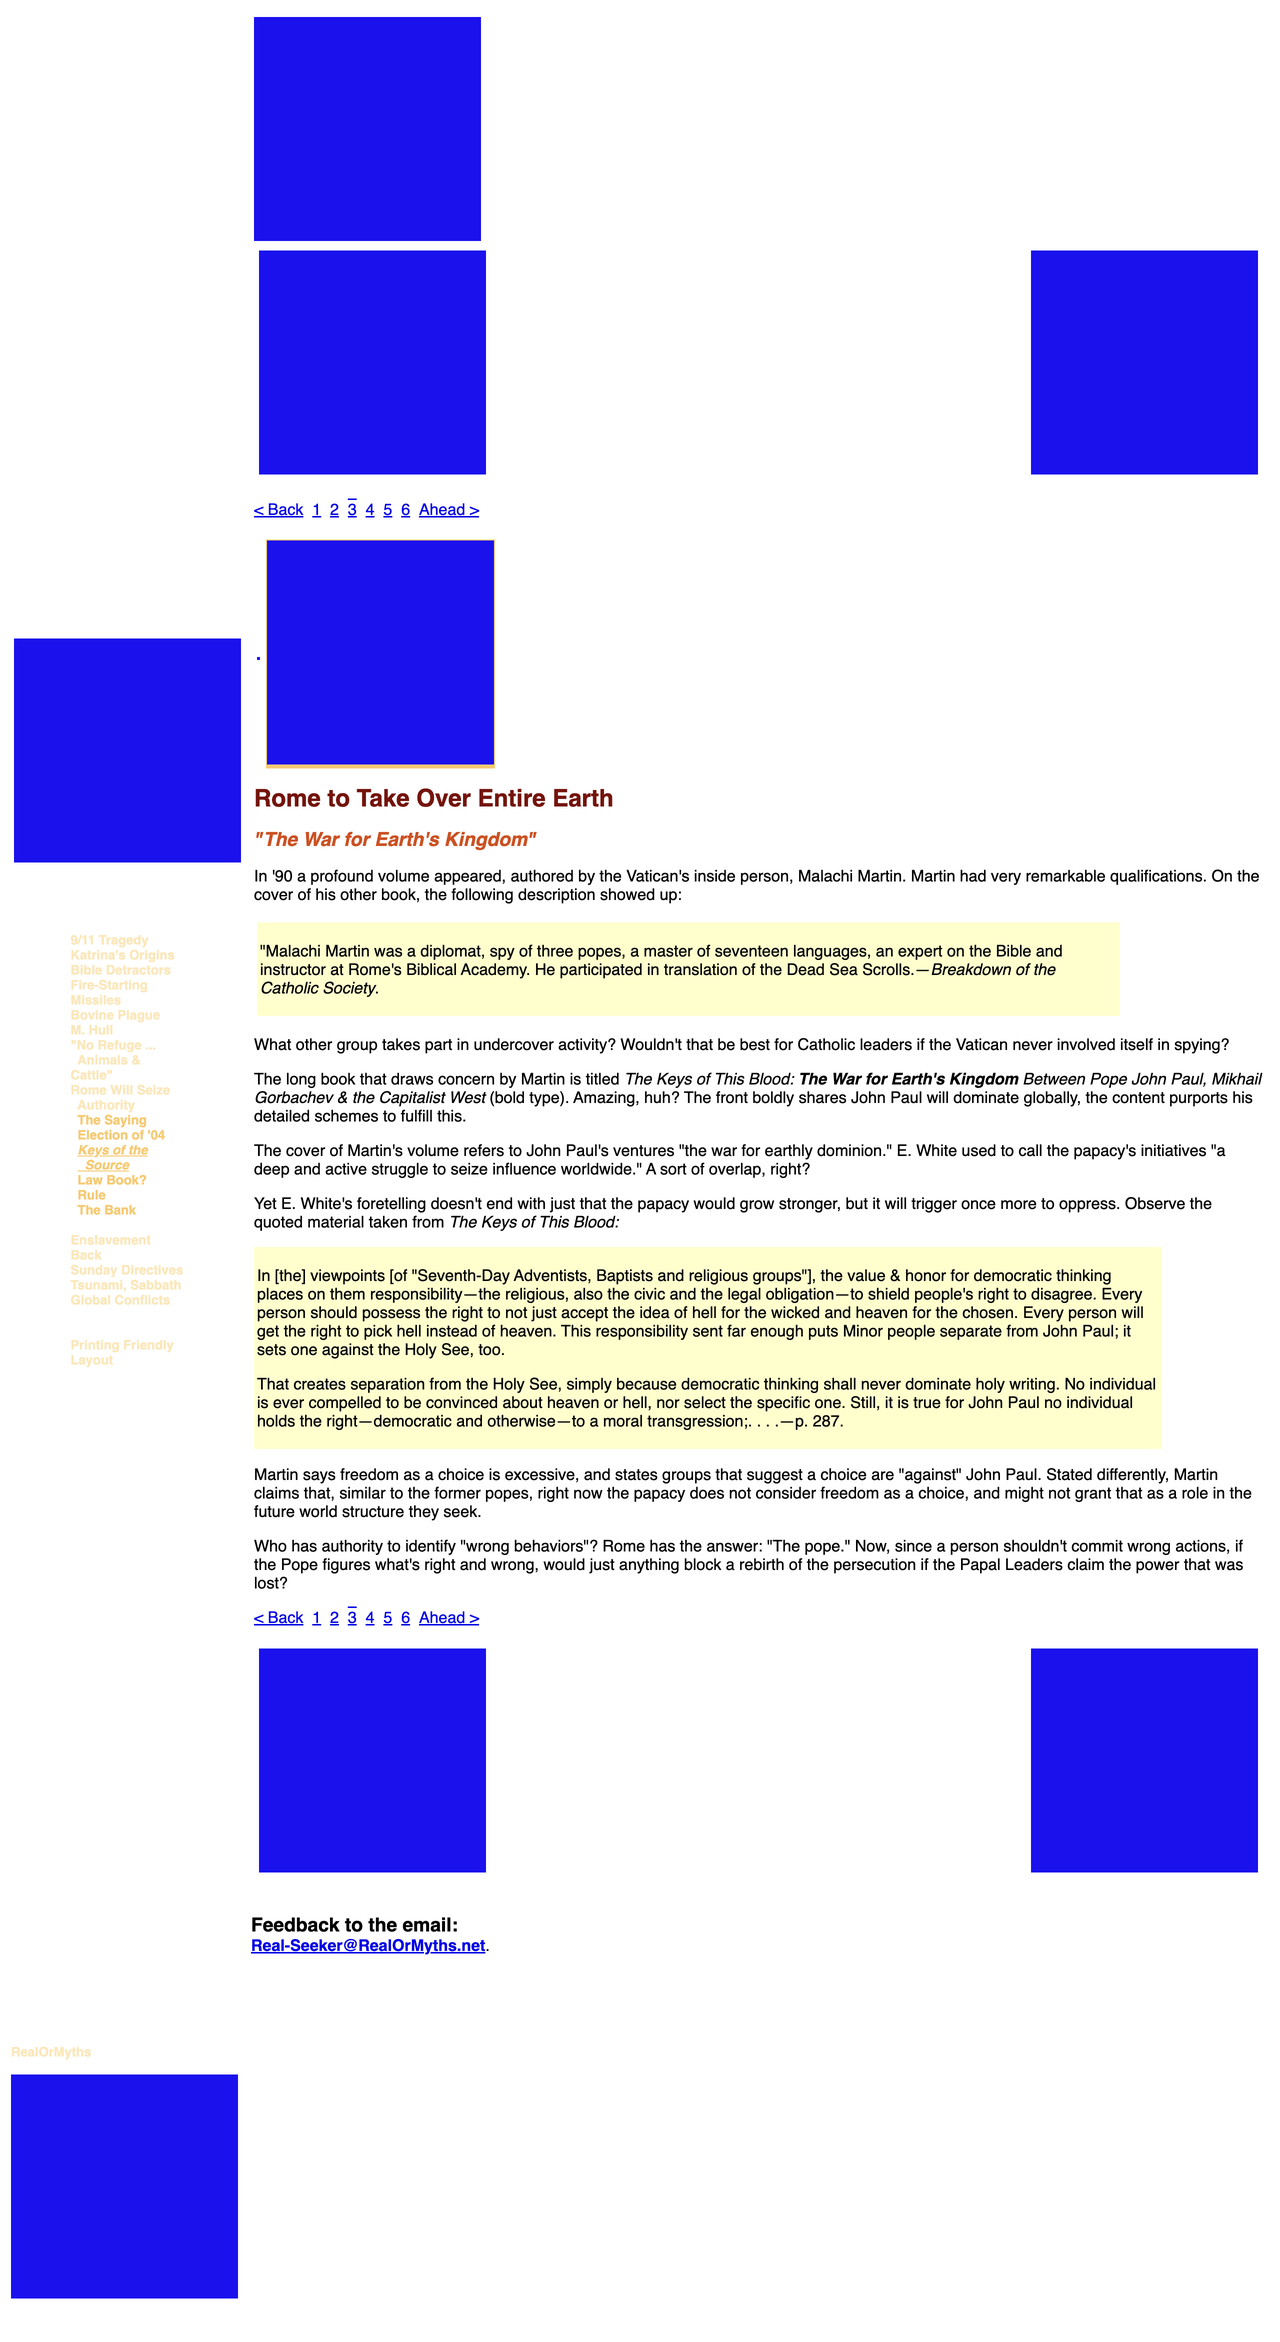 < Back 1 2 3 4 5 6 Ahead >
Rome to Take Over Entire Earth
"The War for Earth's Kingdom"
In '90 a profound volume appeared, authored by the Vatican's inside person, Malachi Martin. Martin had very remarkable qualifications. On the
cover of his other book, the following description showed up:
"Malachi Martin was a diplomat, spy of three popes, a master of seventeen languages, an expert on the Bible and
instructor at Rome's Biblical Academy. He participated in translation of the Dead Sea Scrolls.—Breakdown of the
Catholic Society.
What other group takes part in undercover activity? Wouldn't that be best for Catholic leaders if the Vatican never involved itself in spying?
The long book that draws concern by Martin is titled The Keys of This Blood: The War for Earth's Kingdom Between Pope John Paul, Mikhail
Gorbachev & the Capitalist West (bold type). Amazing, huh? The front boldly shares John Paul will dominate globally, the content purports his
detailed schemes to fulfill this.
The cover of Martin's volume refers to John Paul's ventures "the war for earthly dominion." E. White used to call the papacy's initiatives "a
deep and active struggle to seize influence worldwide." A sort of overlap, right?
Yet E. White's foretelling doesn't end with just that the papacy would grow stronger, but it will trigger once more to oppress. Observe the
quoted material taken from The Keys of This Blood:
In [the] viewpoints [of "Seventh-Day Adventists, Baptists and religious groups"], the value & honor for democratic thinking
places on them responsibility—the religious, also the civic and the legal obligation—to shield people's right to disagree. Every
person should possess the right to not just accept the idea of hell for the wicked and heaven for the chosen. Every person will
get the right to pick hell instead of heaven. This responsibility sent far enough puts Minor people separate from John Paul; it
sets one against the Holy See, too.
That creates separation from the Holy See, simply because democratic thinking shall never dominate holy writing. No individual
is ever compelled to be convinced about heaven or hell, nor select the specific one. Still, it is true for John Paul no individual
holds the right—democratic and otherwise—to a moral transgression;. . . .—p. 287.
Martin says freedom as a choice is excessive, and states groups that suggest a choice are "against" John Paul. Stated differently, Martin
claims that, similar to the former popes, right now the papacy does not consider freedom as a choice, and might not grant that as a role in the
future world structure they seek.
Who has authority to identify "wrong behaviors"? Rome has the answer: "The pope." Now, since a person shouldn't commit wrong actions, if
the Pope figures what's right and wrong, would just anything block a rebirth of the persecution if the Papal Leaders claim the power that was
lost?
< Back 1 2 3 4 5 6 Ahead >
9/11 Tragedy
Katrina's Origins
Bible Detractors
Fire-Starting
Missiles
Bovine Plague
M. Hull
"No Refuge ...
Animals &
Cattle"
Rome Will Seize
Authority
The Saying
Election of '04
Keys of the
Source
Law Book?
Rule
The Bank
Enslavement
Back
Sunday Directives
Tsunami, Sabbath
Global Conflicts
Printing Friendly
Layout
Feedback to the email:
Real-Seeker@RealOrMyths.net.
RealOrMyths